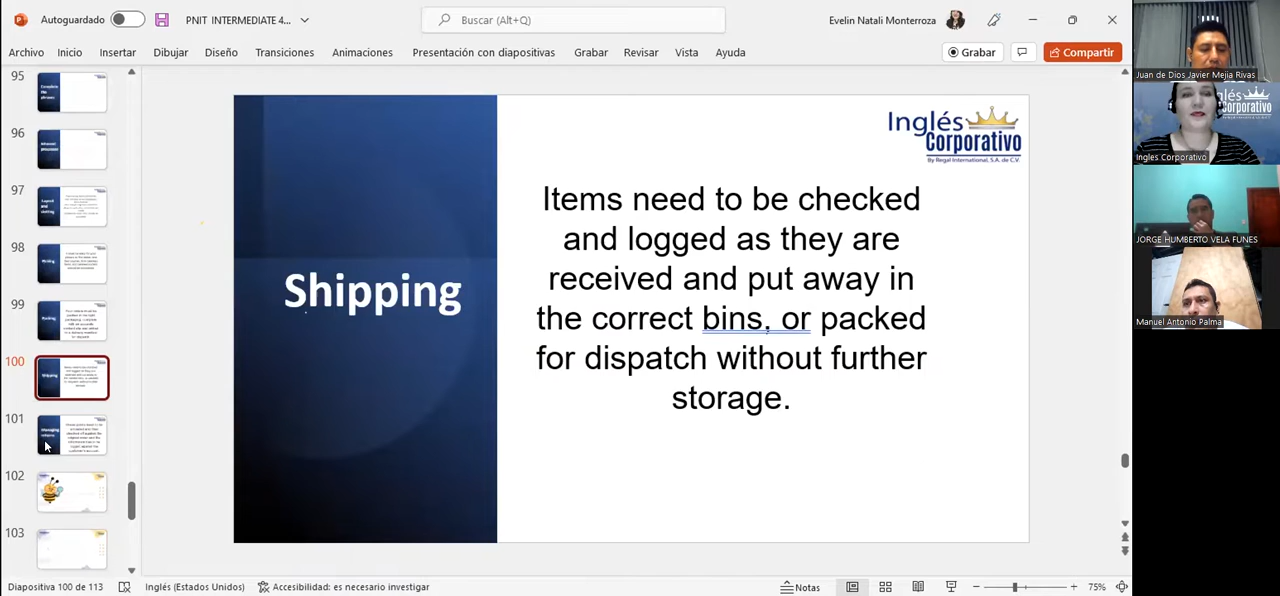 Autoguardado
PNIT INTERMEDIATE 4...
Buscar (Alt+Q)
Evelin Natali Monterroza
Archivo Inicio Insertar Dibujar Diseño Transiciones Animaciones Presentación con diapositivas Grabar Revisar Vista Ayuda
Grabar
Compartir
95
96
97
98
99
100
101
102
103
Shipping
Inglés
Corporativo
By Regal International, S.A. de C.V.
Items need to be checked
and logged as they are
received and put away in
the correct bins, or packed
for dispatch without further
storage.
Juan de Dios Javier Mejia Rivas
Ingles Corporativo
JORGE HUMBERTO VELA FUNES
Manuel Antonio Palma
Diapositiva 100 de 113
Inglés (Estados Unidos)
Accesibilidad: es necesario investigar
Notas
75%